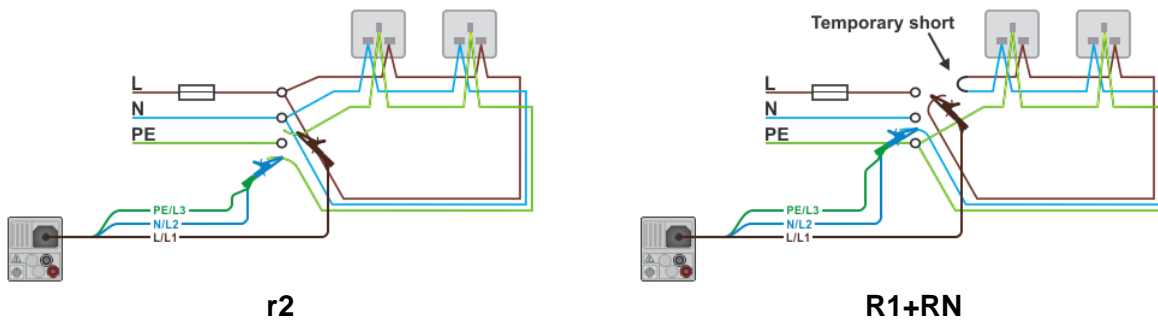 L
N
PE
PE/L3
N/L2
L/L1
r2
Temporary short
L
N
PE
PE/L3
N/L2
L/L1
R1+RN